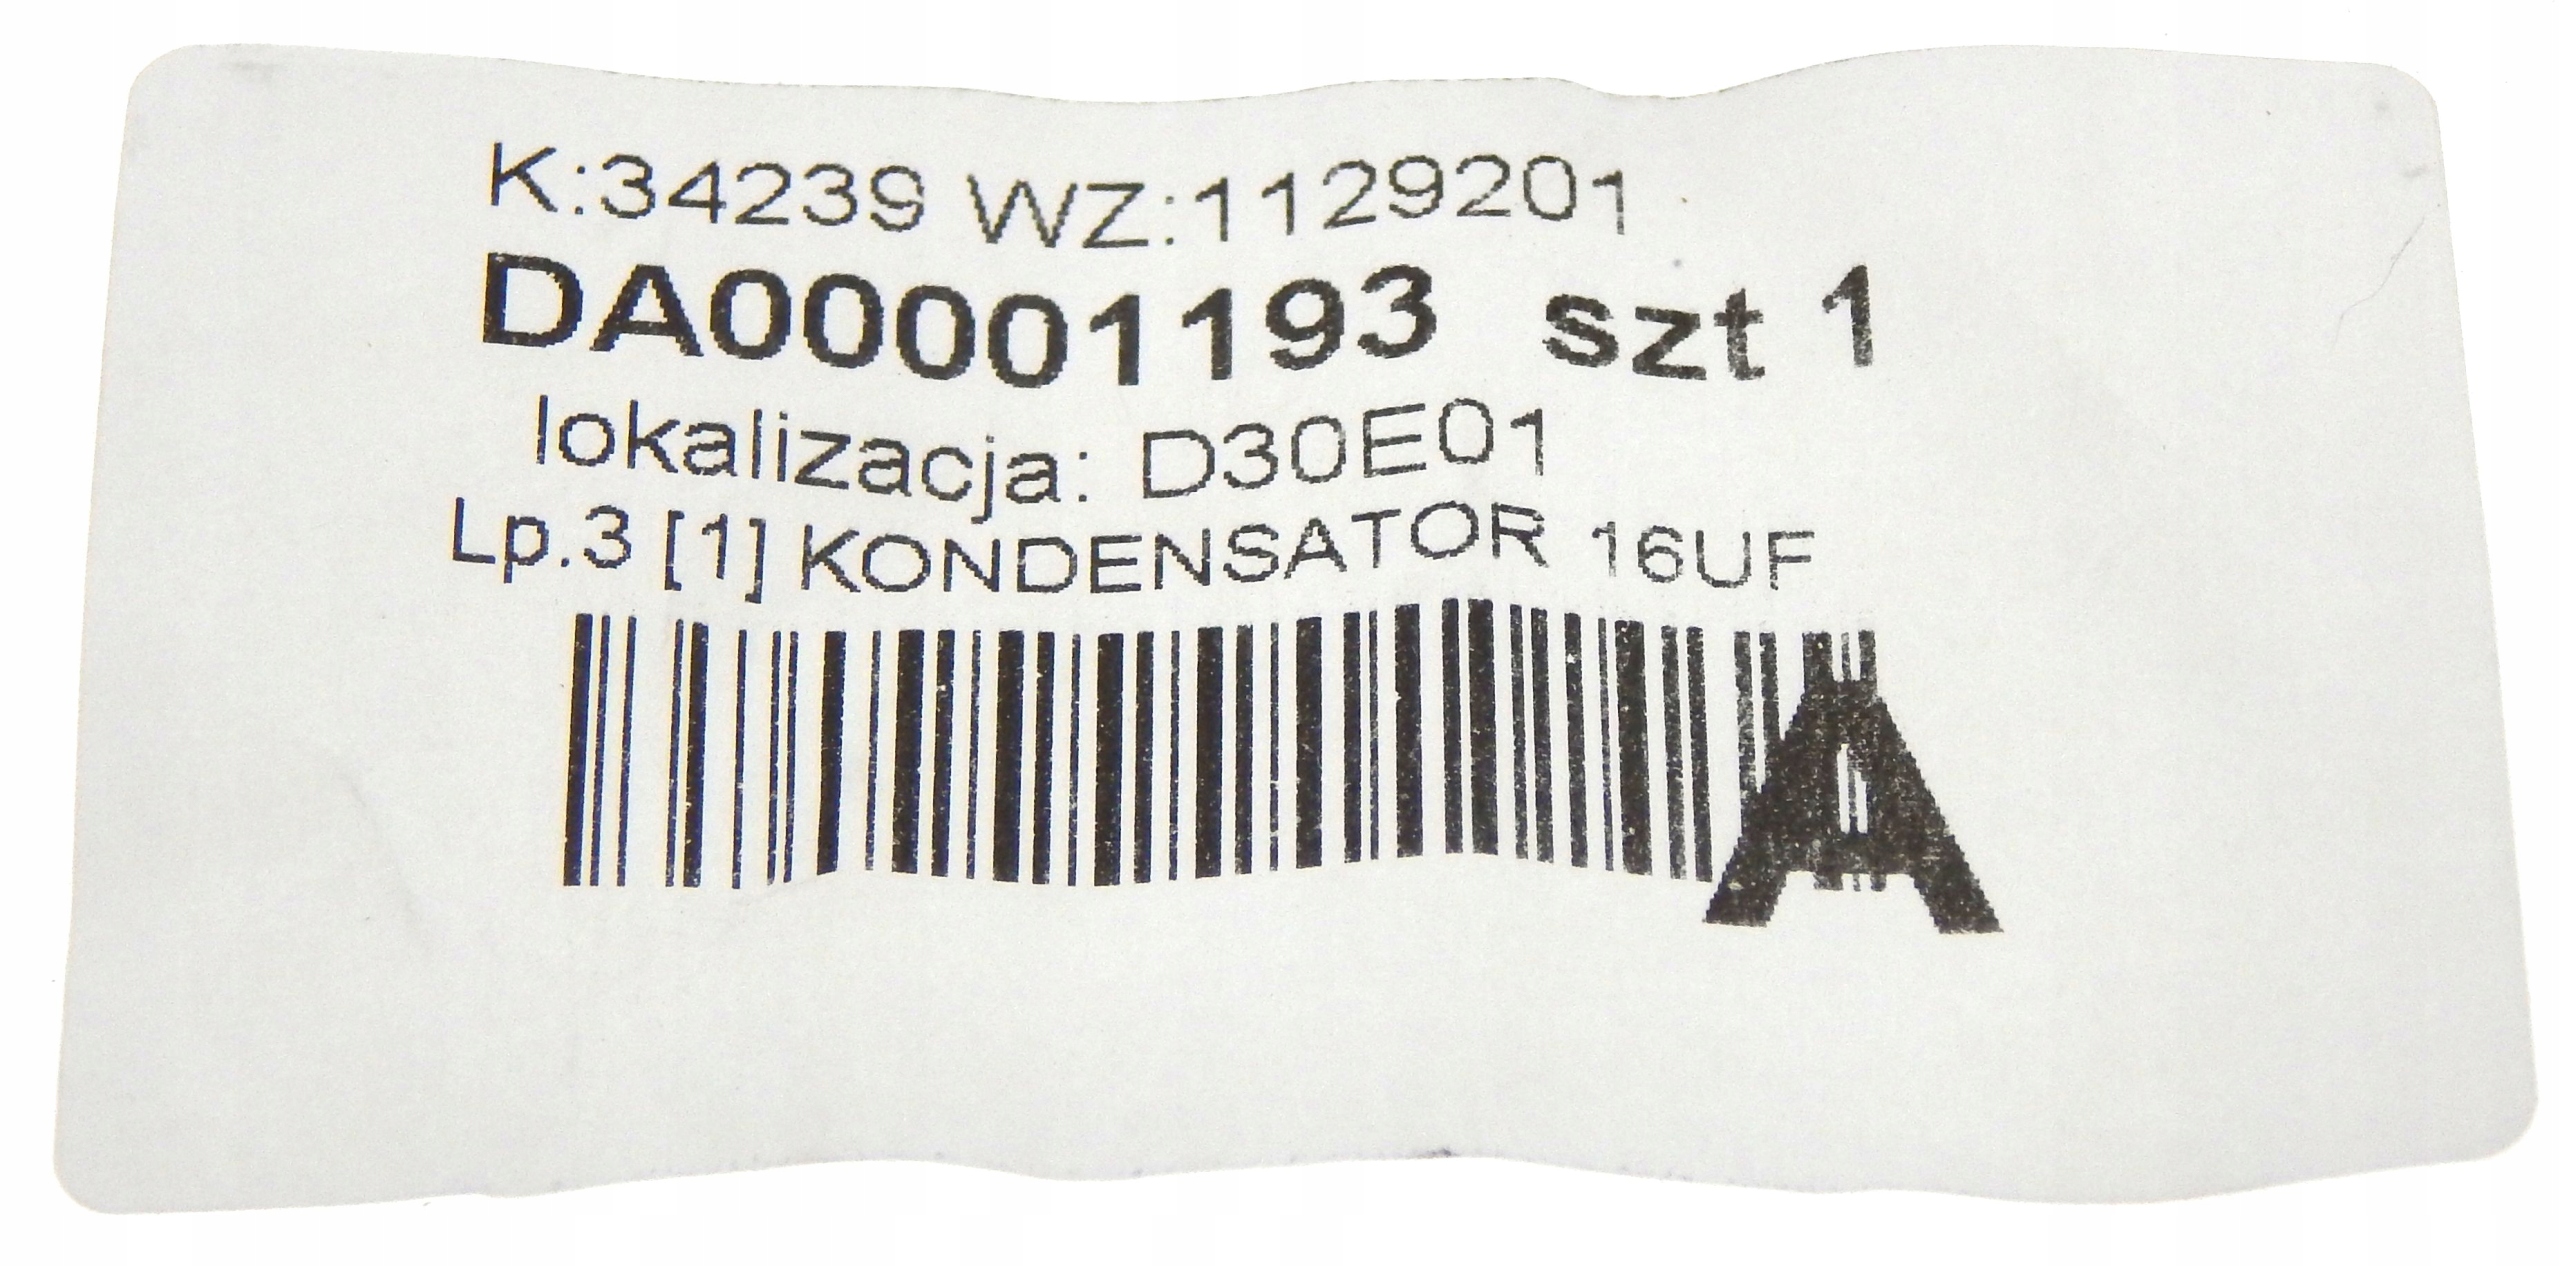 K:34239 WZ:1129201
DA00001193 szt 1
lokalizacja: D30E01
Lp.3 [1] KONDENSATOR 16UF
A